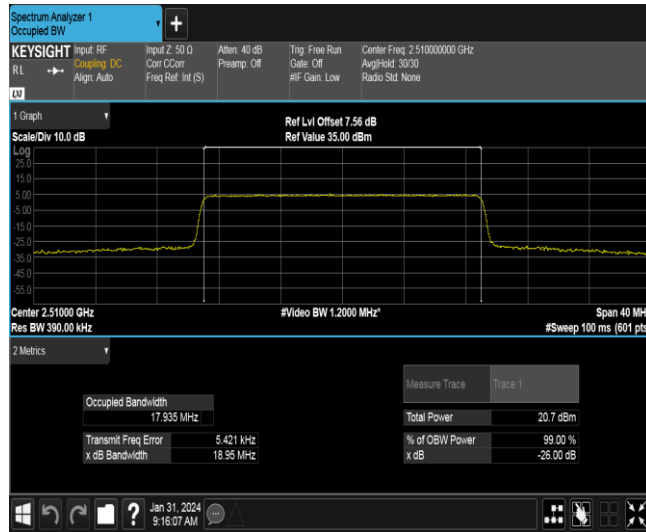 Spectrum Analyzer 1
Occupied BW
KEYSIGHT
RL
LXI
Input: RF
Coupling: DC
Align: Auto
Input Z: 50 Ω
Corr CCorr
Freq Ref: Int (S)
Atten: 40 dB
Preamp: Off
Trig: Free Run
Gate: Off
#IF Gain: Low
Center Freq: 2.510000000 GHz
Avg|Hold: 30/30
Radio Std: None
1 Graph
Scale/Div 10.0 dB
Ref Lvl Offset 7.56 dB
Ref Value 35.00 dBm
Log
25.0
15.0
5.00
-5.00
-15.0
-25.0
-35.0
-45.0
-55.0
Center 2.51000 GHz
Res BW 390.00 kHz
#Video BW 1.2000 MHz*
Span 40 MH
#Sweep 100 ms (601 pts
2 Metrics
Measure Trace
Trace 1
Occupied Bandwidth
17.935 MHz
Total Power
20.7 dBm
Transmit Freq Error
5.421 kHz
% of OBW Power
99.00 %
x dB Bandwidth
18.95 MHz
x dB
-26.00 dB
?
Jan 31, 2024
9:16:07 AM